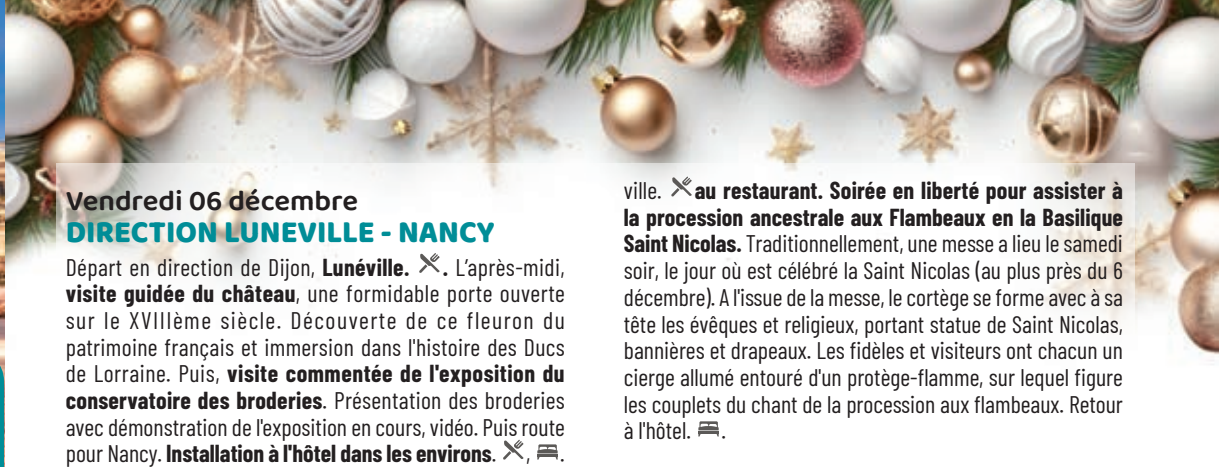 Vendredi 06 décembre
DIRECTION LUNEVILLE - NANCY
Départ en direction de Dijon, Lunéville. . L'après-midi,
visite guidée du château, une formidable porte ouverte
sur le XVIIIème siècle. Découverte de ce fleuron du
patrimoine français et immersion dans l'histoire des Ducs
de Lorraine. Puis, visite commentée de l'exposition du
conservatoire des broderies. Présentation des broderies
avec démonstration de l'exposition en cours, vidéo. Puis route
pour Nancy. Installation à l'hôtel dans les environs. , .
ville. au restaurant. Soirée en liberté pour assister à
la procession ancestrale aux Flambeaux en la Basilique
Saint Nicolas. Traditionnellement, une messe a lieu le samedi
soir, le jour où est célébré la Saint Nicolas (au plus près du 6
décembre). A l'issue de la messe, le cortège se forme avec à sa
tête les évêques et religieux, portant statue de Saint Nicolas,
bannières et drapeaux. Les fidèles et visiteurs ont chacun un
cierge allumé entouré d'un protège-flamme, sur lequel figure
les couplets du chant de la procession aux flambeaux. Retour
à l'hôtel. .